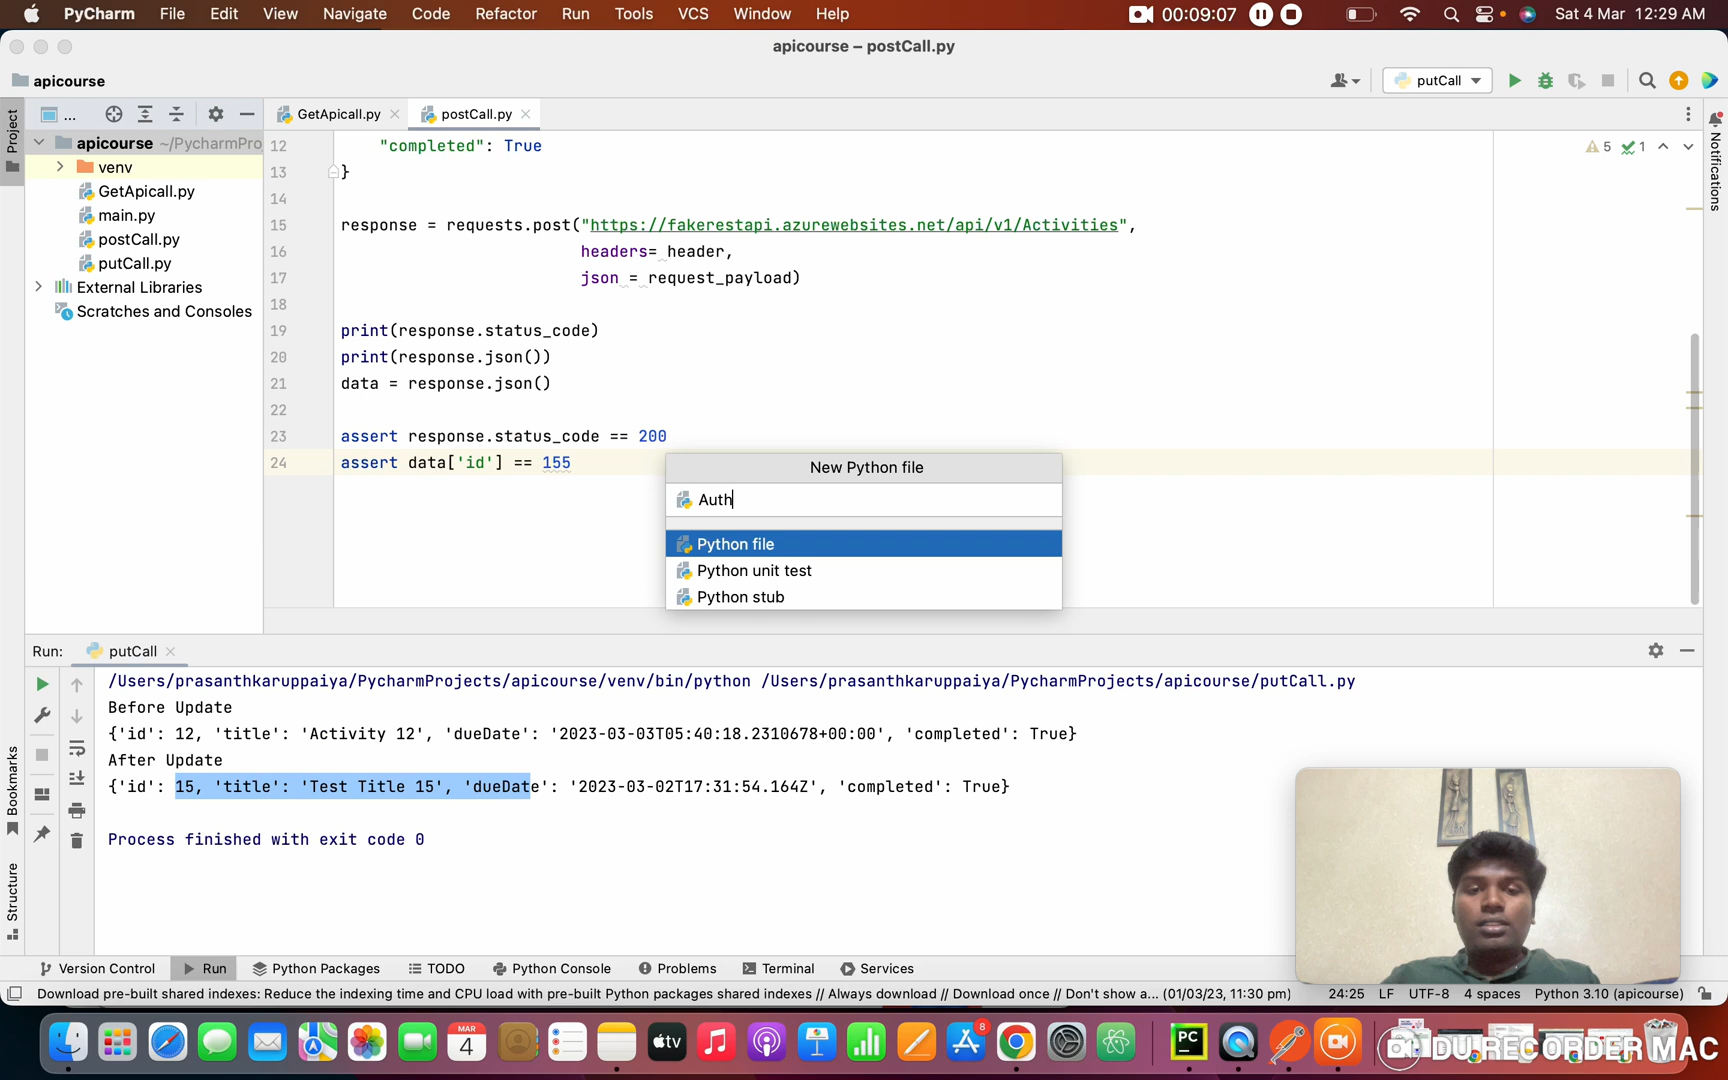 PyCharm File Edit View Navigate Code Refactor Run Tools VCS Window Help 00:09:07 Sat 4 Mar 12:29 AM
apicourse – postCall.py
apicourse putCall
... GetApicall.py postCall.py
Project
Notifications
apicourse ~/PycharmPro
venv
GetApicall.py
main.py
postCall.py
putCall.py
External Libraries
Scratches and Consoles
12 "completed": True
5 1
13 }
14
15 response = requests.post("https://fakerestapi.azurewebsites.net/api/v1/Activities",
16 headers= header,
17 json = request_payload)
18
19 print(response.status_code)
20 print(response.json())
21 data = response.json()
22
23 assert response.status_code == 200
24 assert data['id'] == 155
New Python file
Auth
Python file
Python unit test
Python stub
Run: putCall
/Users/prasanthkaruppaiya/PycharmProjects/apicourse/venv/bin/python /Users/prasanthkaruppaiya/PycharmProjects/apicourse/putCall.py
Before Update
{'id': 12, 'title': 'Activity 12', 'dueDate': '2023-03-03T05:40:18.2310678+00:00', 'completed': True}
After Update
{'id': 15, 'title': 'Test Title 15', 'dueDate': '2023-03-02T17:31:54.164Z', 'completed': True}
Process finished with exit code 0
Bookmarks
Structure
Version Control Run Python Packages TODO Python Console Problems Terminal Services
Download pre-built shared indexes: Reduce the indexing time and CPU load with pre-built Python packages shared indexes // Always download // Download once // Don't show a... (01/03/23, 11:30 pm) 24:25 LF UTF-8 4 spaces Python 3.10 (apicourse)
MAR
4
tv
8
PC
DU RECORDER MAC